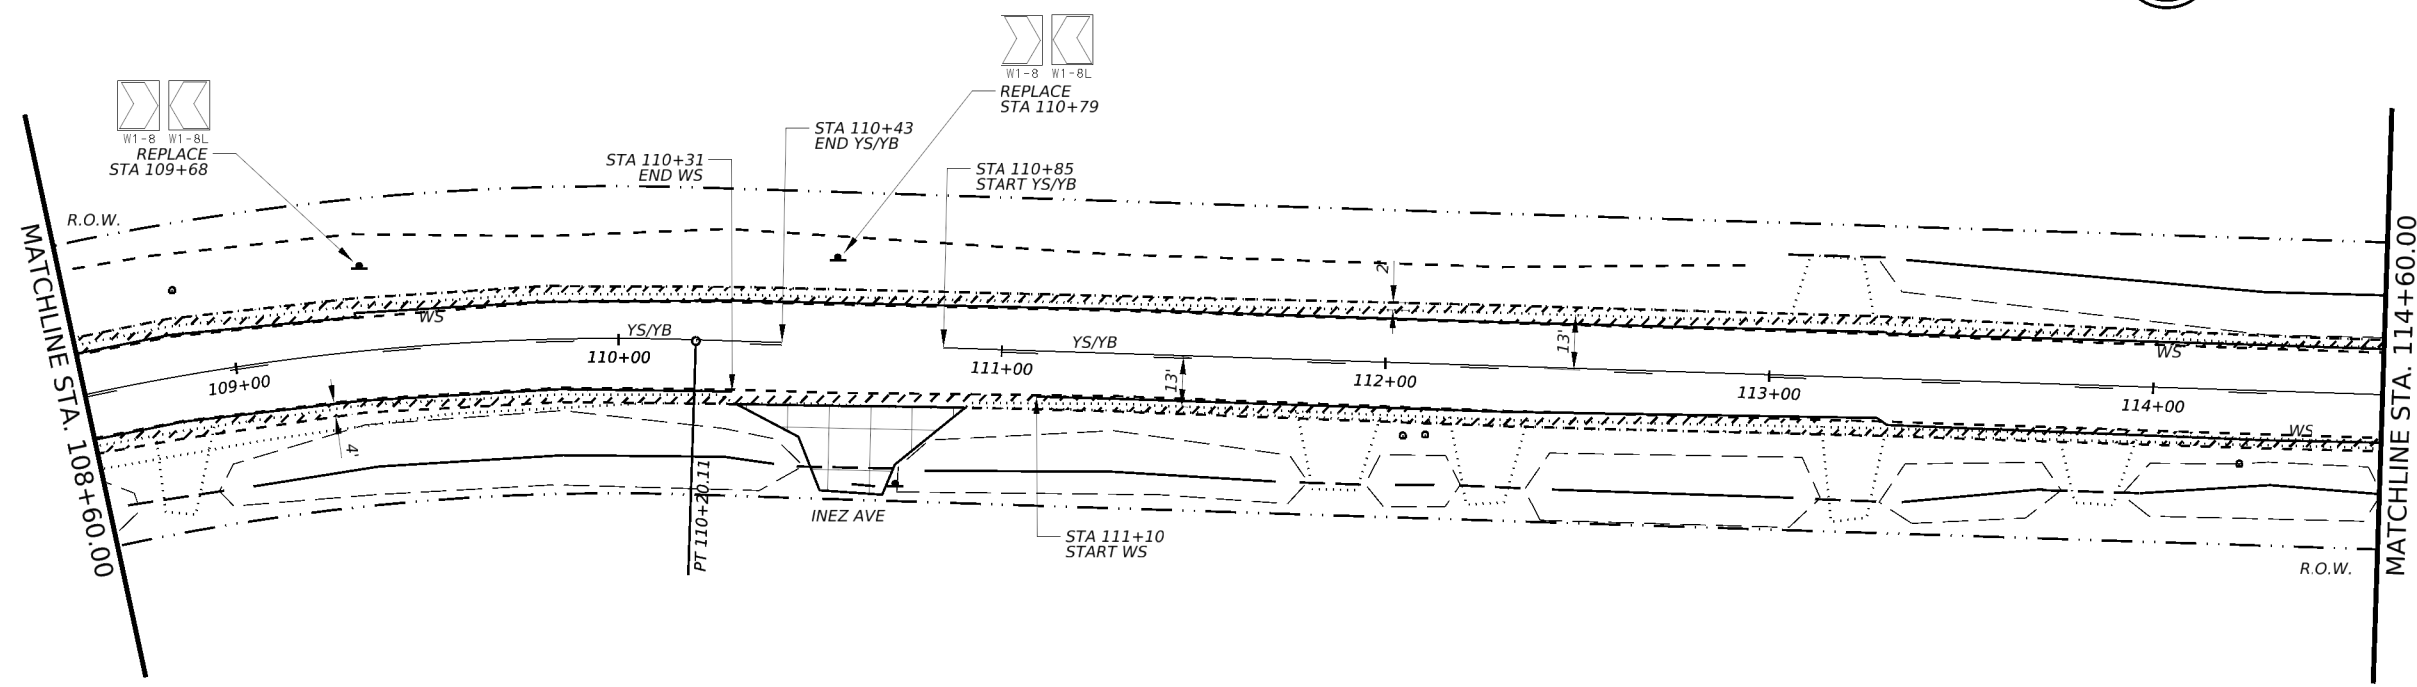 W1-8 W1-8L
W1-8 W1-8L
REPLACE
STA 110+79
STA 110+43
END YS/YB
REPLACE
STA 109+68
STA 110+31
END WS
STA 110+85
START YS/YB
R.O.W.
MATCHLINE STA. 108+60.00
MATCHLINE STA. 114+60.00
2'
WS
YS/YB
YS/YB
13'
WS
109+00
110+00
111+00
13'
112+00
113+00
114+00
WS
4'
PT 110+20.11
INEZ AVE
STA 111+10
START WS
R.O.W.